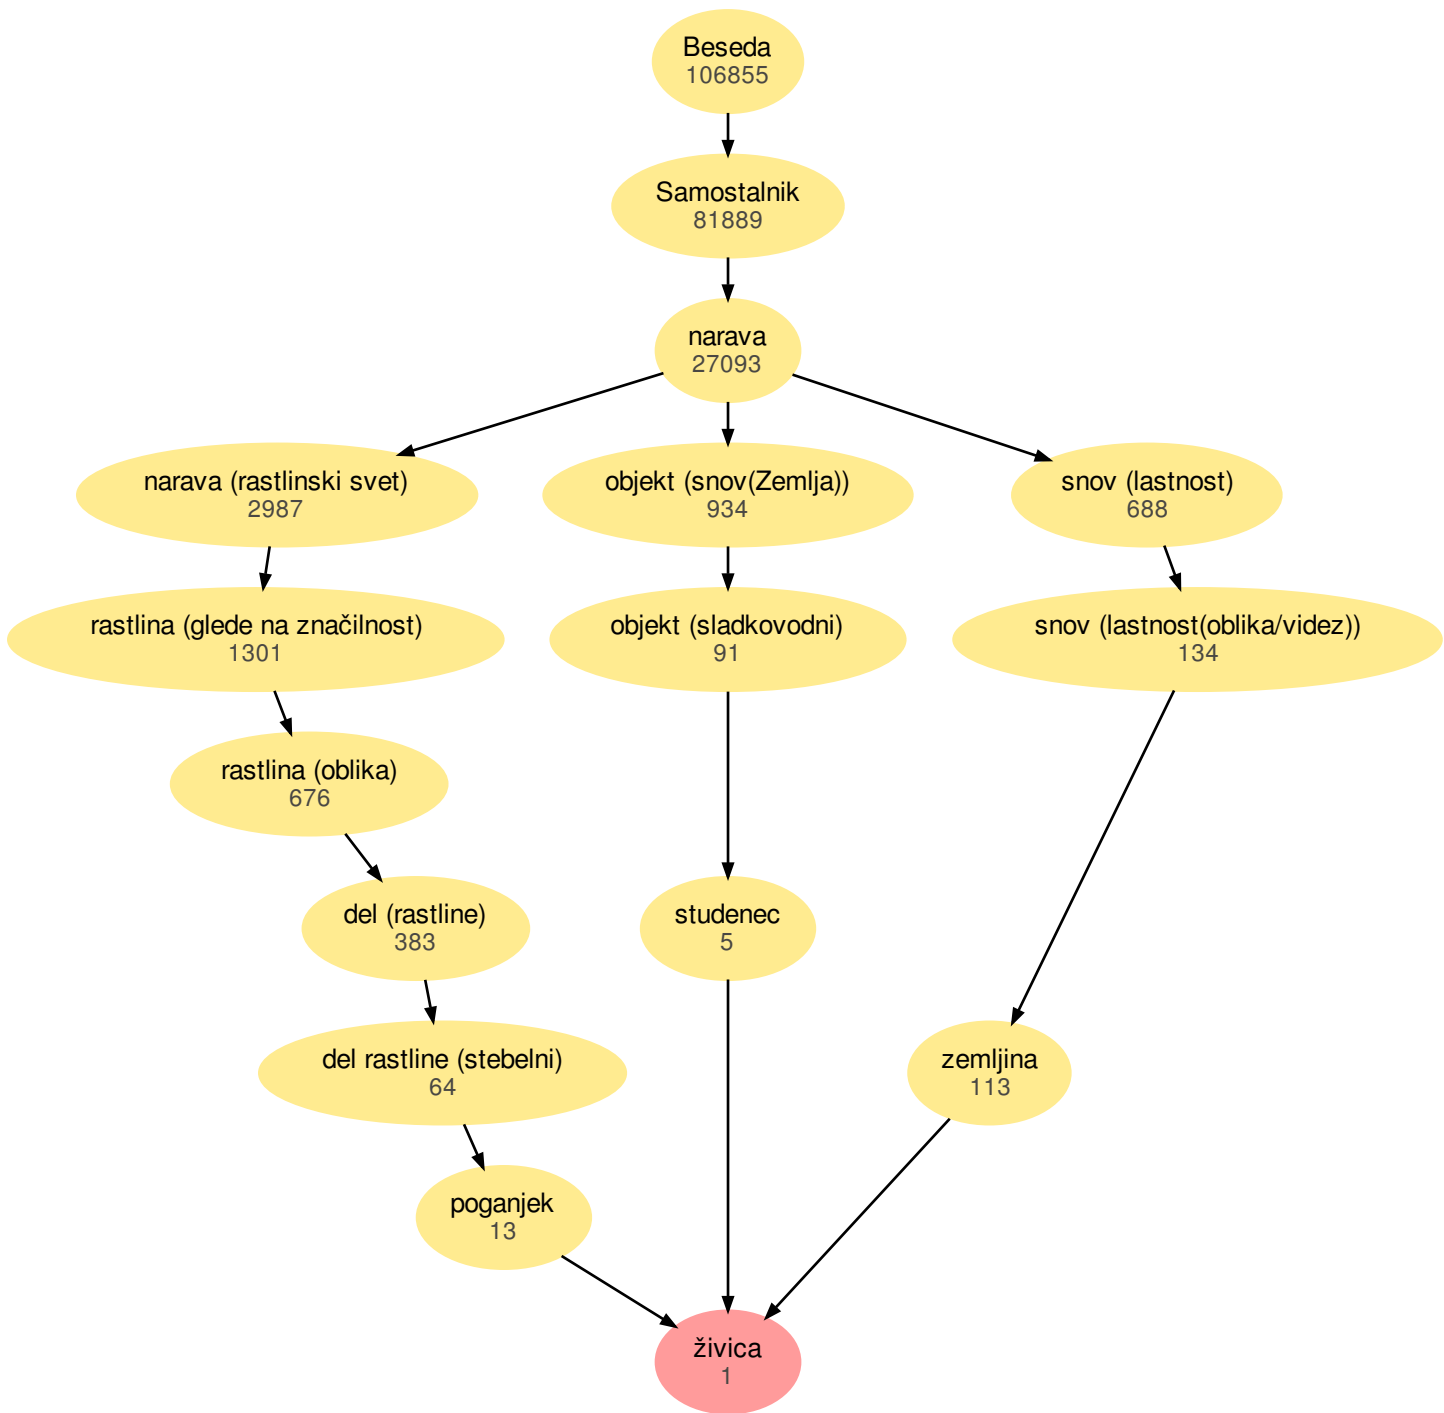 Beseda
106855
Samostalnik
81889
narava
27093
narava (rastlinski svet)
2987
objekt (snov(Zemlja))
934
snov (lastnost)
688
rastlina (glede na značilnost)
1301
objekt (sladkovodni)
91
snov (lastnost(oblika/videz))
134
rastlina (oblika)
676
del (rastline)
383
studenec
5
del rastline (stebelni)
64
zemljina
113
poganjek
13
živica
1